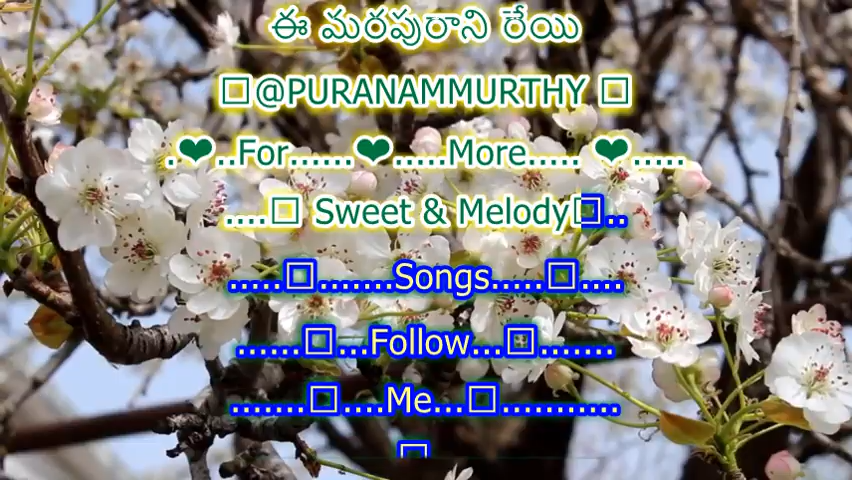 ఈ మరపురాని రేయి
□@PURANAMMURTHY □
.❤..For......❤.....More..... ❤.....
....□ Sweet & Melody□..
.....□.......Songs.....□....
......□...Follow...□.......
.......□....Me...□...........
□